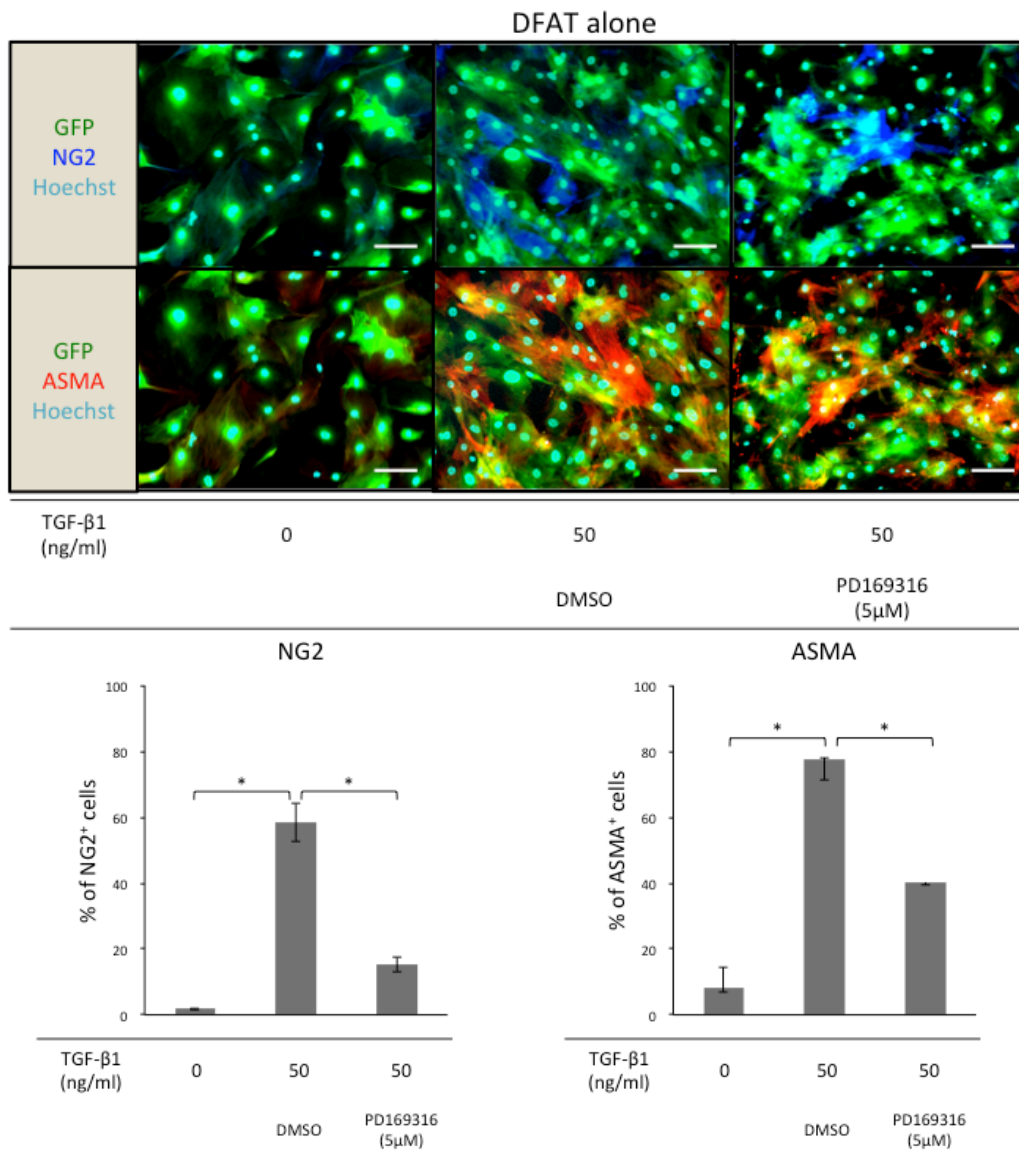 DFAT alone
GFP
NG2
Hoechst
GFP
ASMA
Hoechst
TGF-β1
(ng/ml)
0
50
50
DMSO
PD169316
(5μM)
NG2
% of NG2⁺ cells
100
80
60
40
20
0
*
*
TGF-β1
(ng/ml)
0
50
50
DMSO
PD169316
(5μM)
ASMA
% of ASMA⁺ cells
100
80
60
40
20
0
*
*
TGF-β1
(ng/ml)
0
50
50
DMSO
PD169316
(5μM)